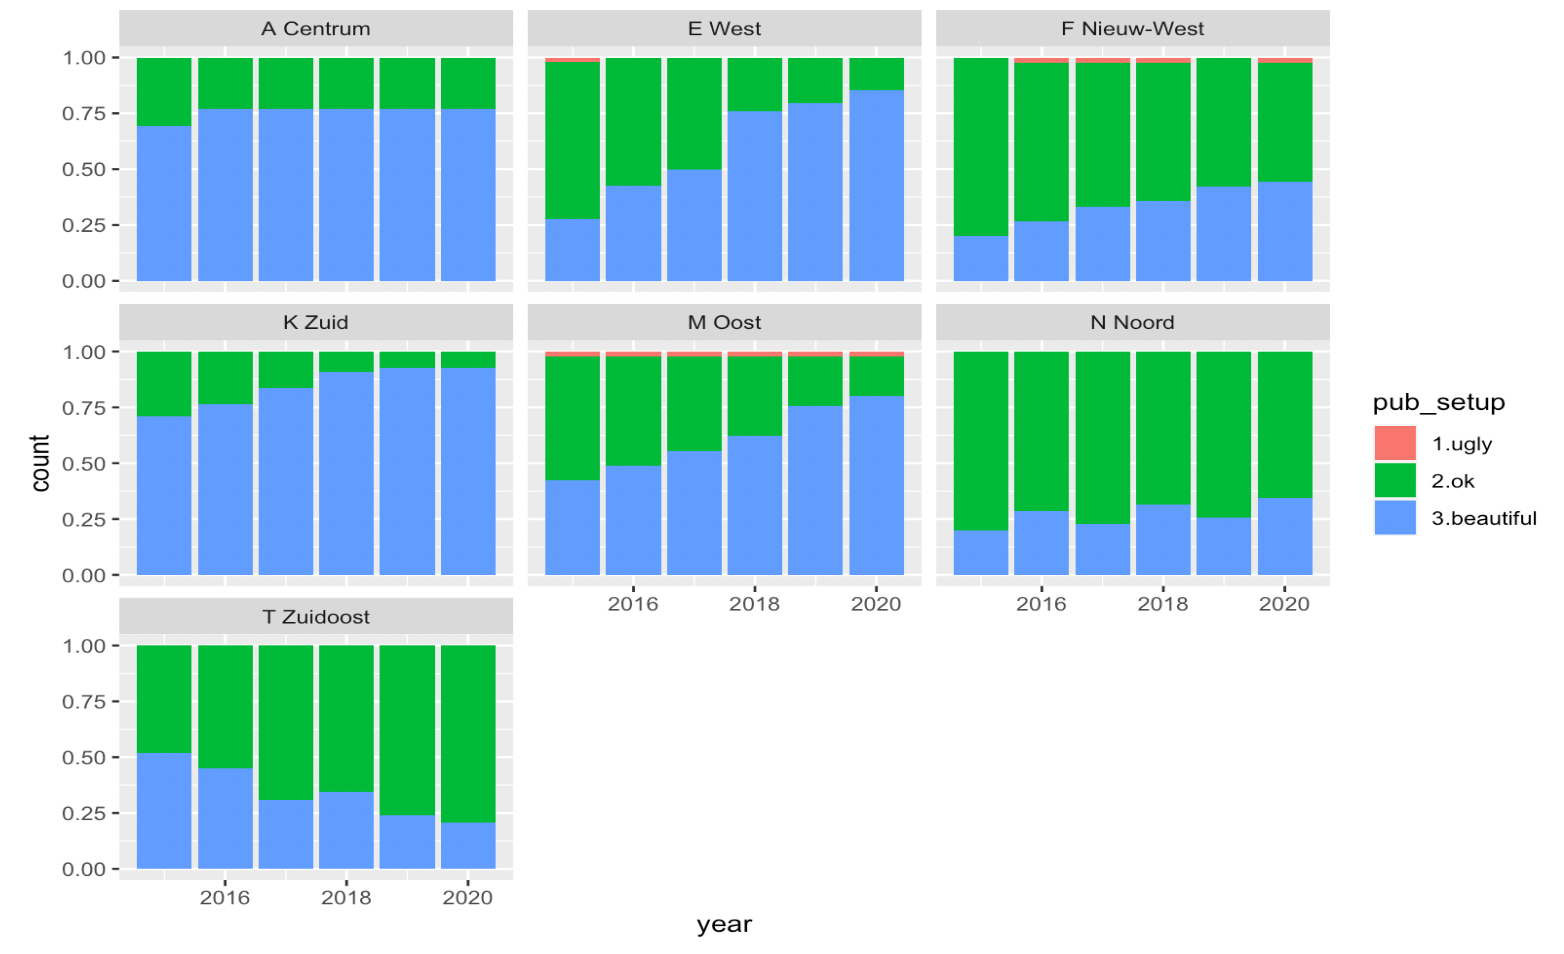 A Centrum
E West
F Nieuw-West
1.00
0.75
0.50
0.25
0.00
K Zuid
M Oost
N Noord
1.00
0.75
0.50
0.25
0.00
2016 2018 2020
2016 2018 2020
T Zuidoost
1.00
0.75
0.50
0.25
0.00
2016 2018 2020
count
year
pub_setup
1.ugly
2.ok
3.beautiful